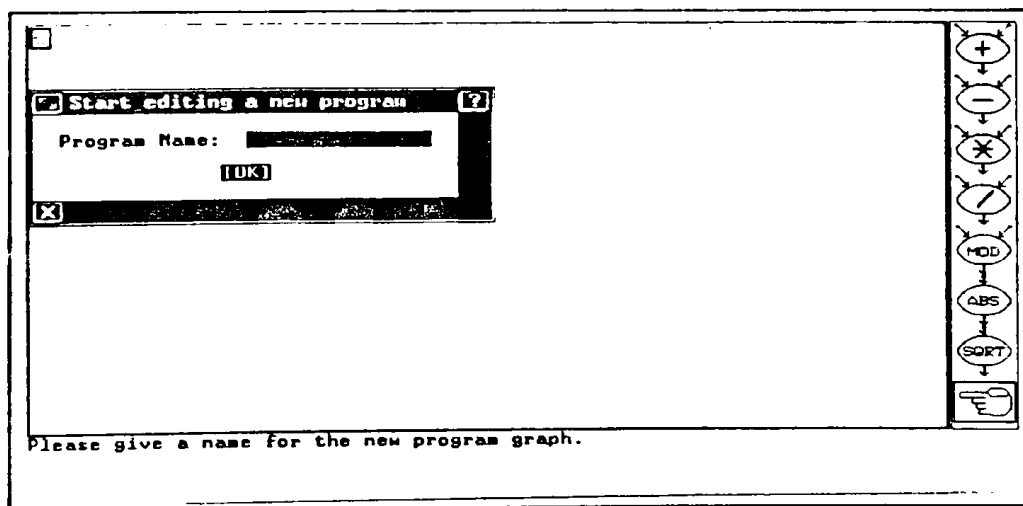 Start editing a new program [?]
Program Name:
[OK]
[X]
+
-
*
/
MOD
ABS
SQRT
Please give a name for the new program graph.